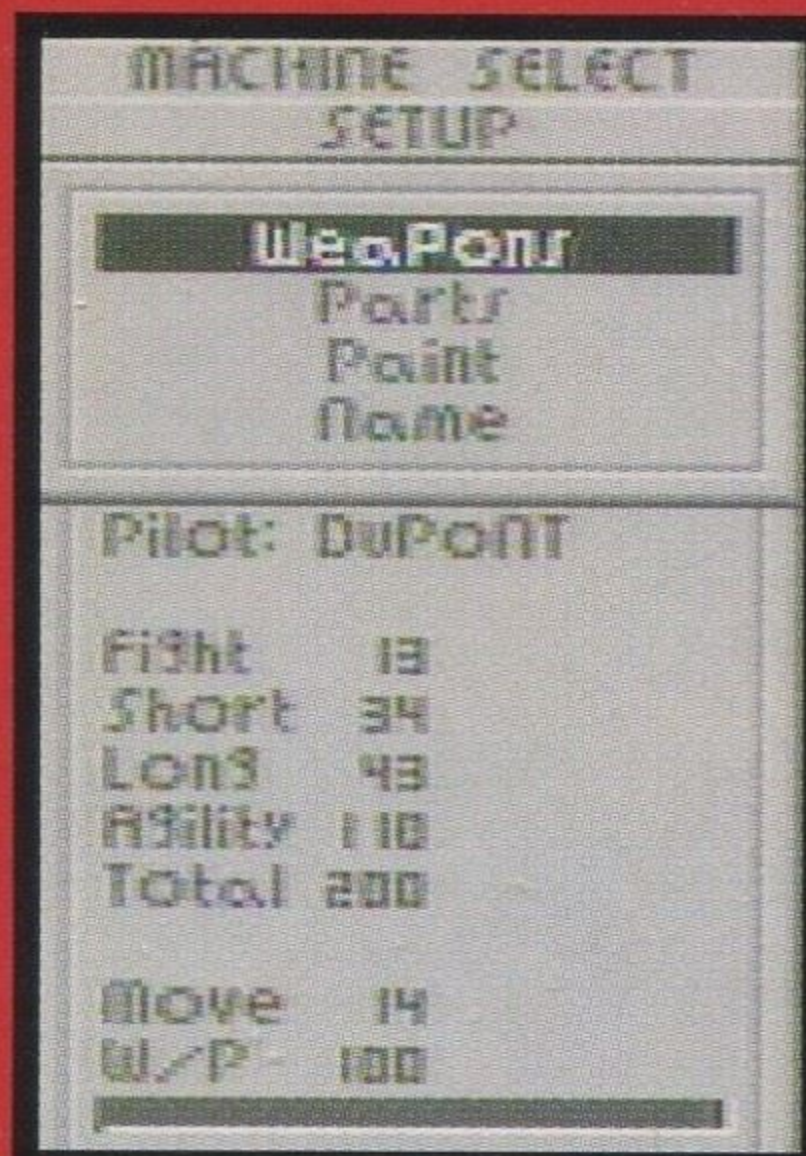 MACHINE SELECT
SETUP
Weapons
Parts
Paint
Name
Pilot: DuPoNT
Fight 13
Short 34
Long 43
Agility 110
Total 200
Move 14
W/P 100